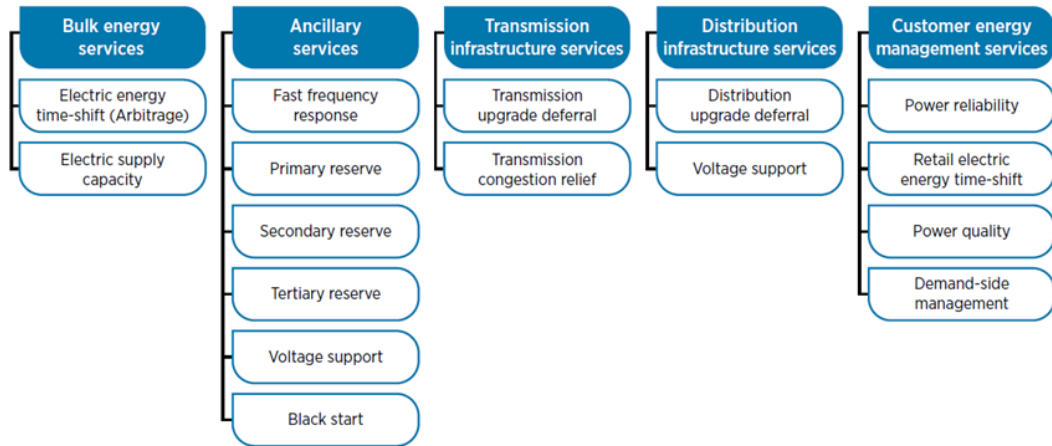 Bulk energy
services
Electric energy
time-shift (Arbitrage)
Electric supply
capacity
Ancillary
services
Fast frequency
response
Primary reserve
Secondary reserve
Tertiary reserve
Voltage support
Black start
Transmission
infrastructure services
Transmission
upgrade deferral
Transmission
congestion relief
Distribution
infrastructure services
Distribution
upgrade deferral
Voltage support
Customer energy
management services
Power reliability
Retail electric
energy time-shift
Power quality
Demand-side
management